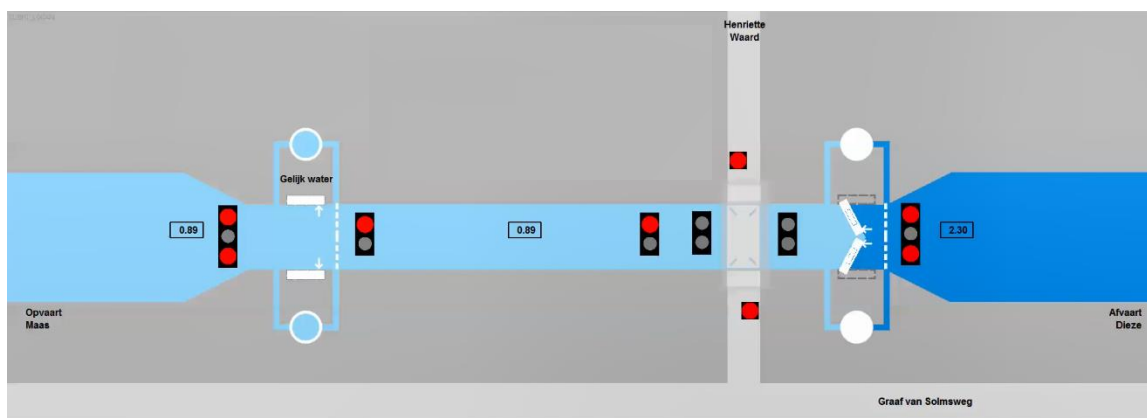 Henriette
Waard
Gelijk water
0.89
0.89
2.30
Opvaart
Maas
Afvaart
Dieze
Graaf van Solmsweg